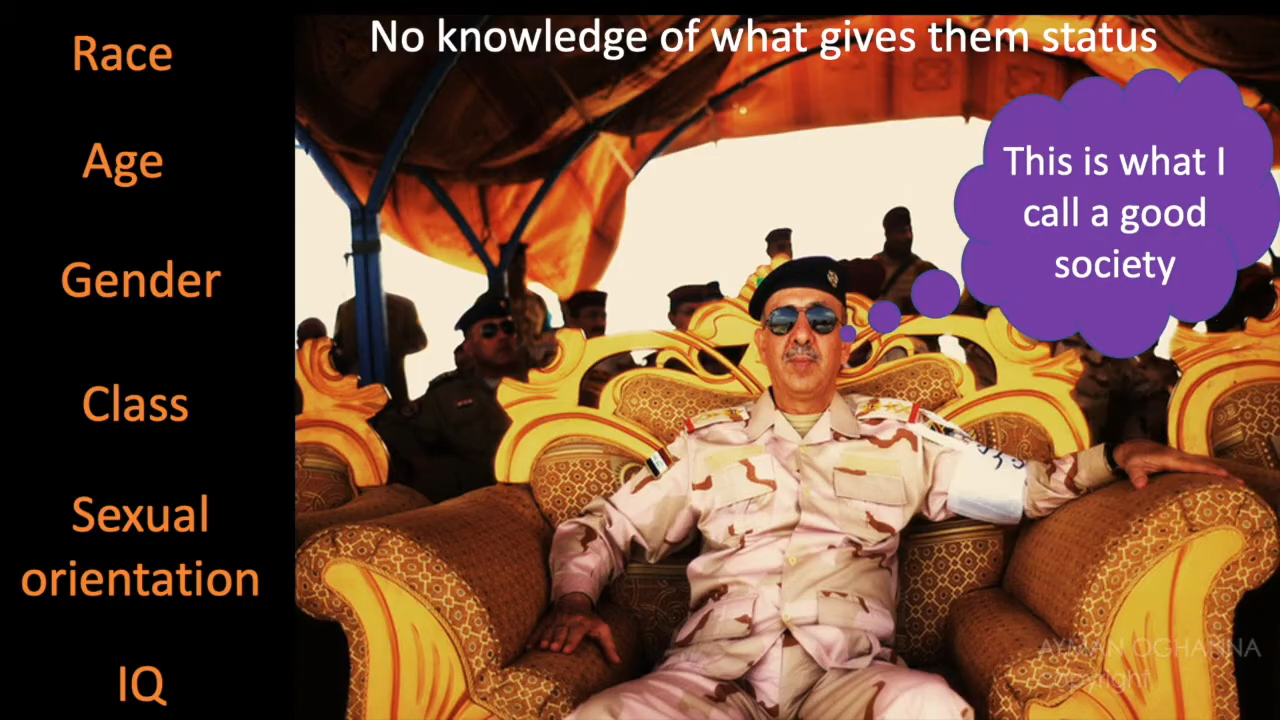 No knowledge of what gives them status
Race
Age
Gender
Class
Sexual
orientation
IQ
This is what I
call a good
society
AYMAN OGHANNA
copyright